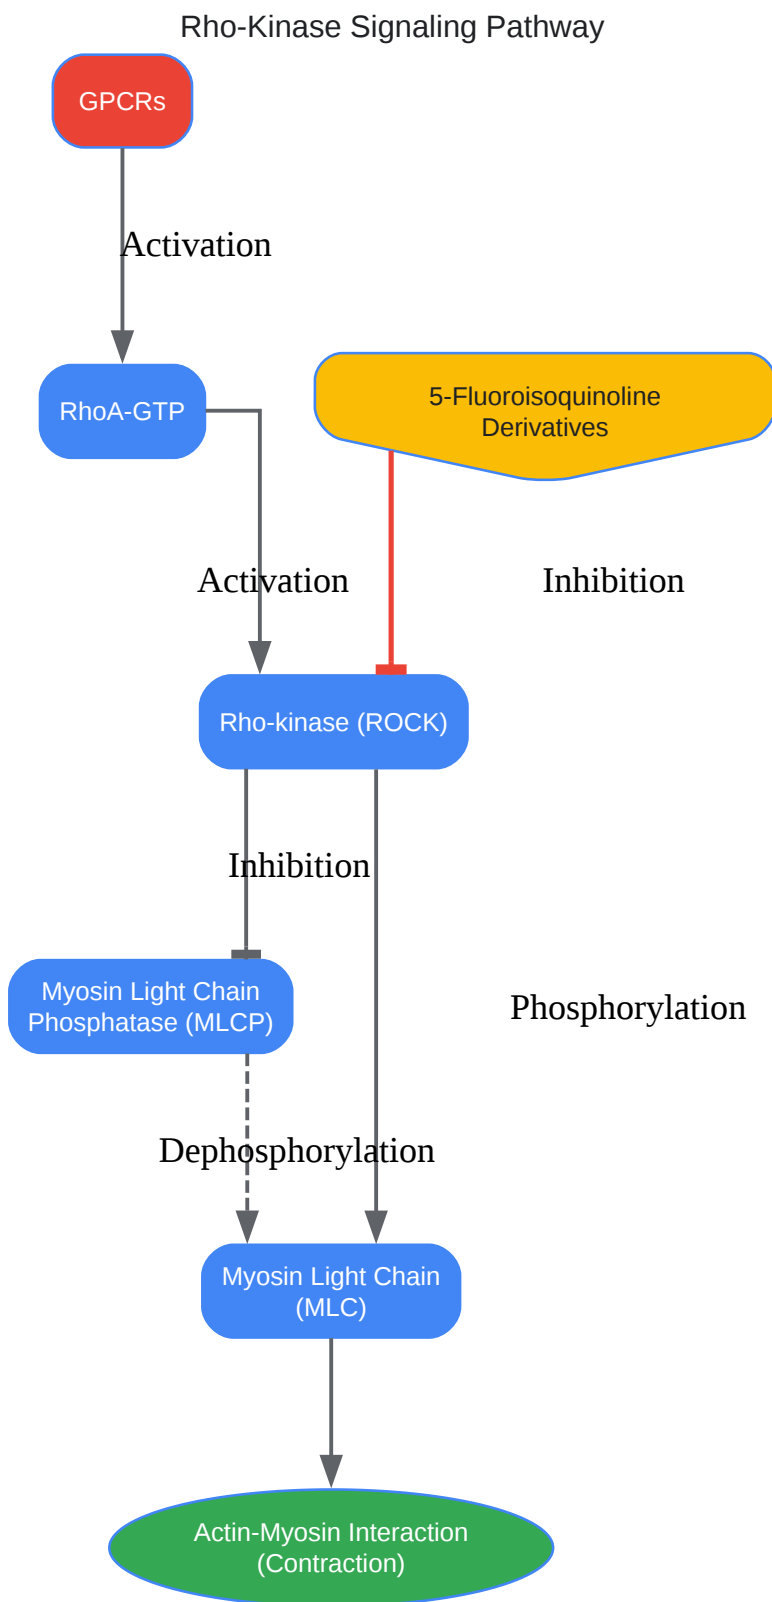 Rho-Kinase Signaling Pathway
GPCRs
Activation
RhoA-GTP
5-Fluoroisoquinoline
Derivatives
Activation
Inhibition
Rho-kinase (ROCK)
Inhibition
Myosin Light Chain
Phosphatase (MLCP)
Phosphorylation
Dephosphorylation
Myosin Light Chain
(MLC)
Actin-Myosin Interaction
(Contraction)